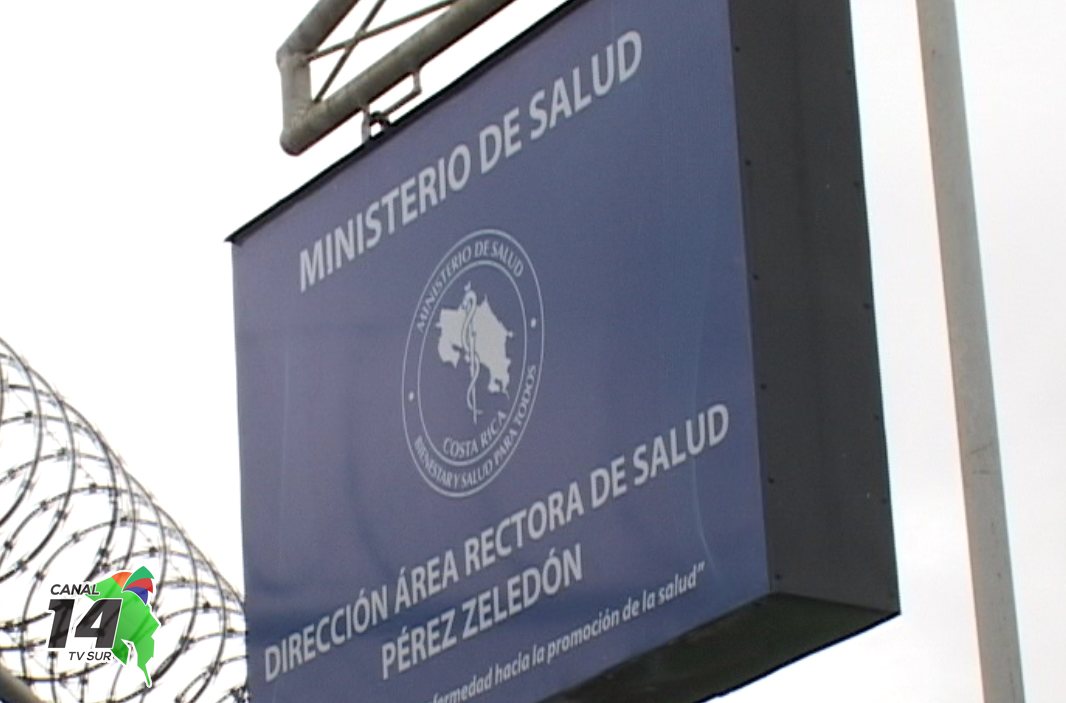 MINISTERIO DE SALUD
MINISTERIO DE SALUD
COSTA RICA
BIENESTAR Y SALUD PARA TODOS
DIRECCIÓN ÁREA RECTORA DE SALUD
PÉREZ ZELEDÓN
hacia la promoción de la salud”
CANAL
14
TV SUR